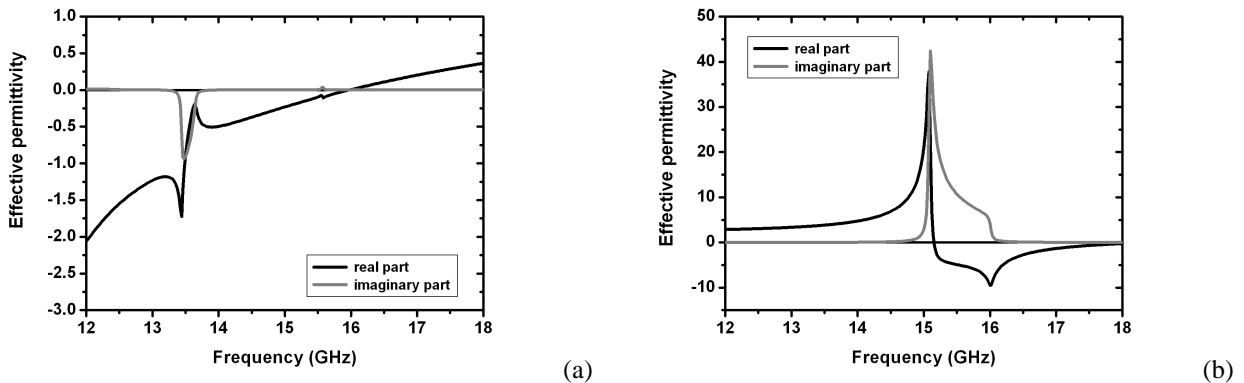 1.0
0.5
0.0
-0.5
-1.0
-1.5
-2.0
-2.5
-3.0
Effective permittivity
real part
imaginary part
12 13 14 15 16 17 18
Frequency (GHz)
(a)
50
40
30
20
10
0
-10
Effective permittivity
real part
imaginary part
12 13 14 15 16 17 18
Frequency (GHz)
(b)